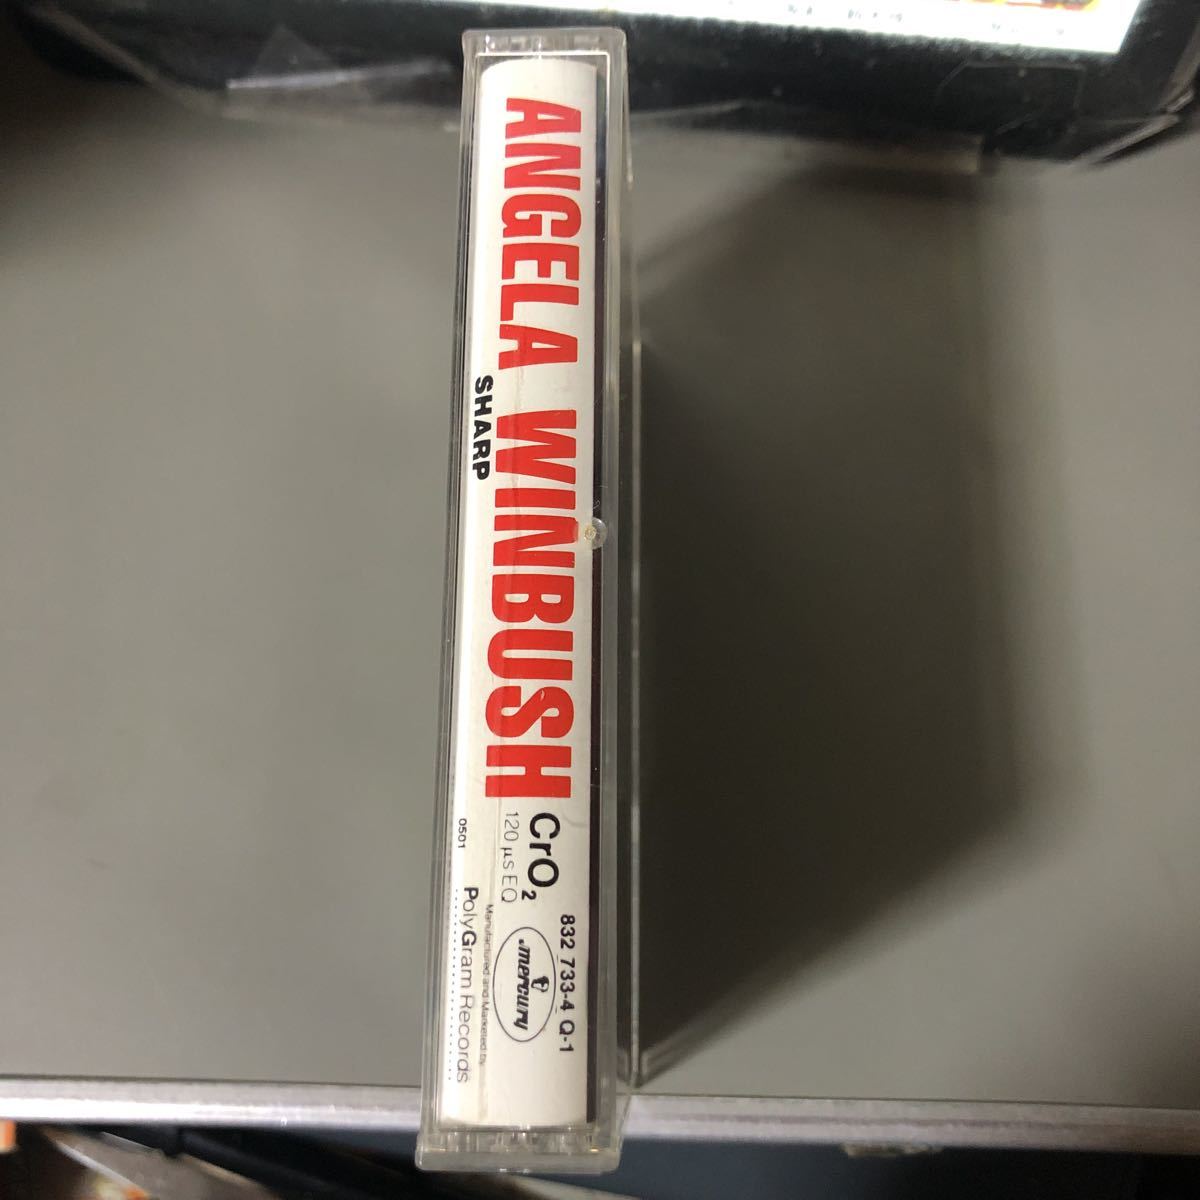 ANGELA WINBUSH
SHARP
CrO2
120 μs EQ
832 733-4 Q-1
mercury
Manufactured and Marketed by
PolyGram Records
0501